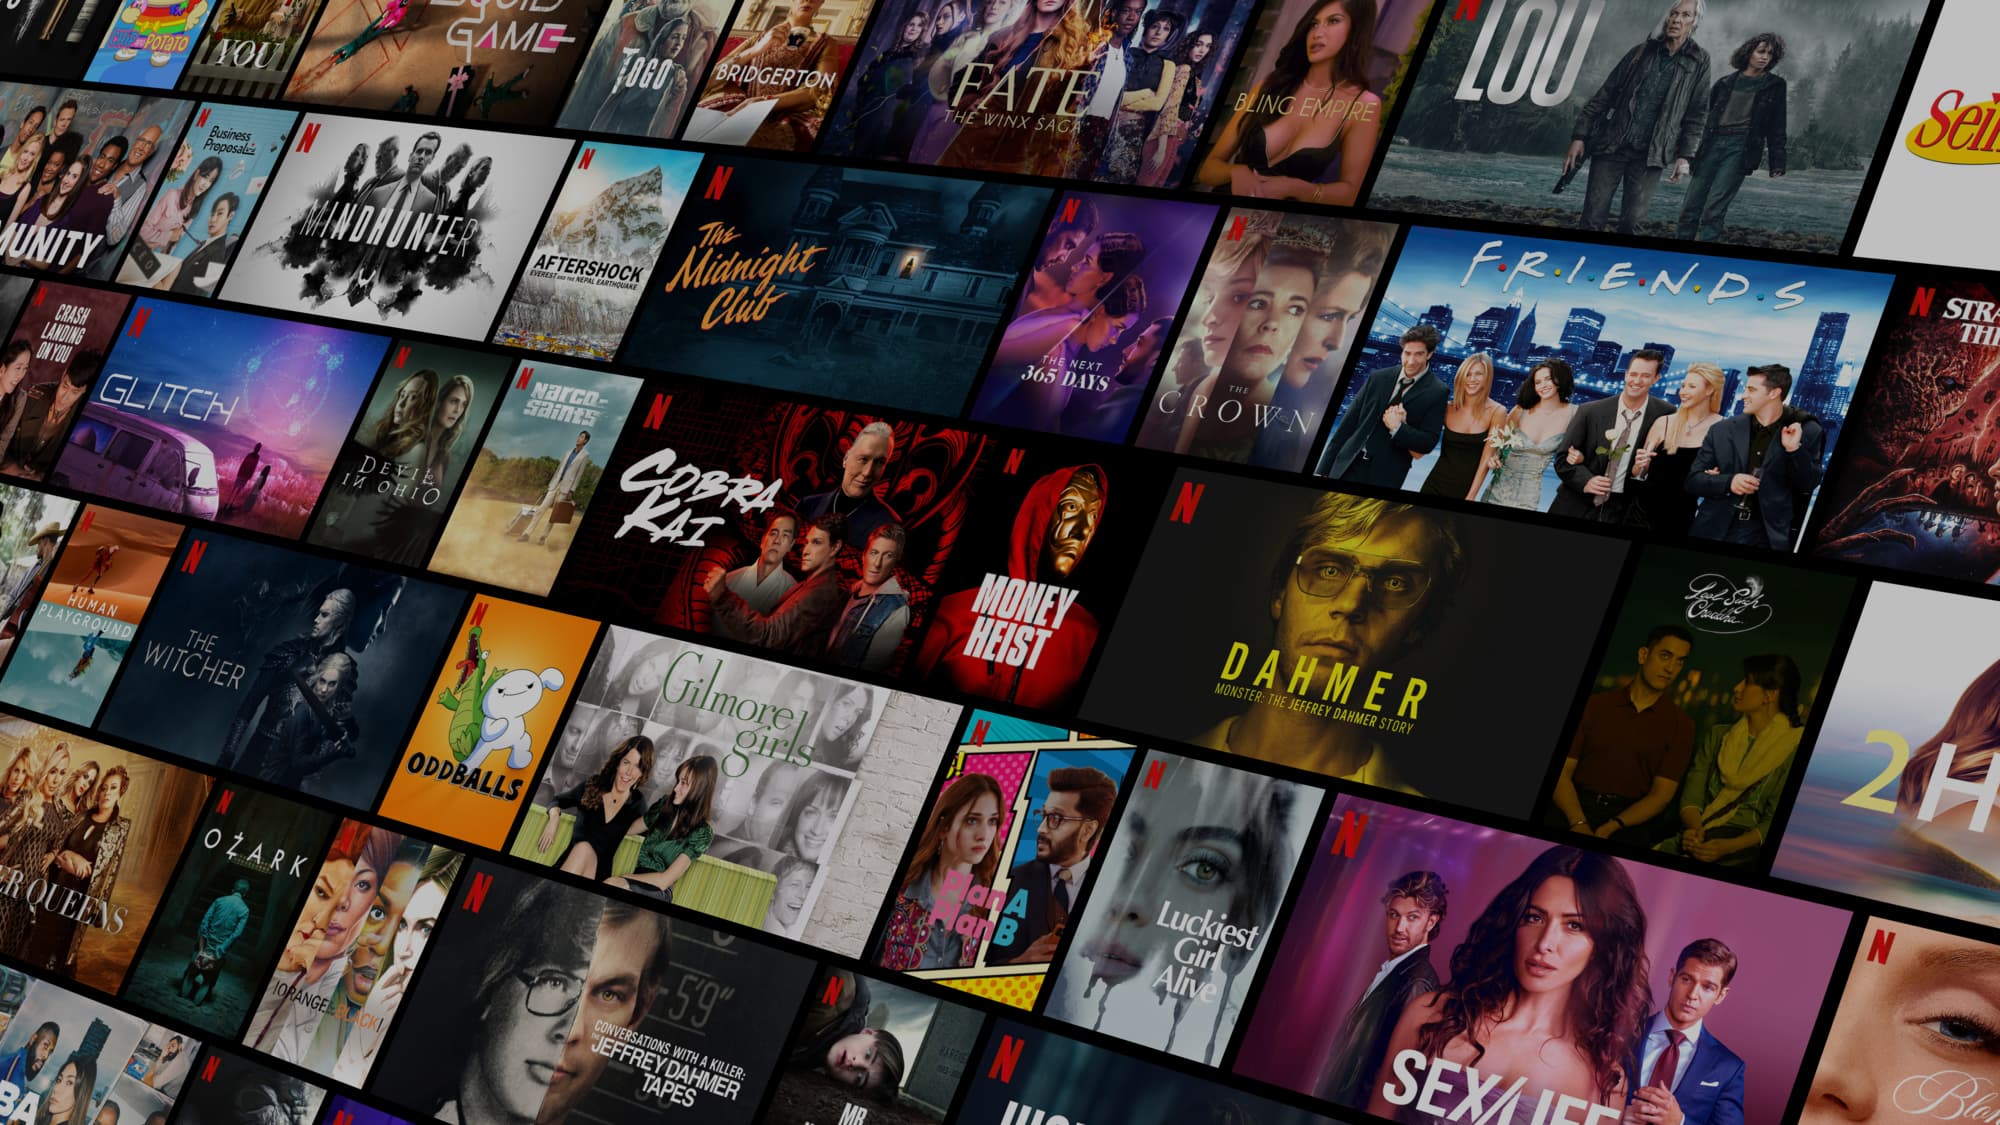 POTATO
YOU
SQUID
GAME
TOGO
BRIDGERTON
FATE
THE WINX SAGA
BLING EMPIRE
N
LOU
Sei
MUNITY
N
Business
Proposal
N
MINDHUNTER
N
AFTERSHOCK
EVEREST AND THE NEPAL EARTHQUAKE
N
The
Midnight
Club
N
THE NEXT
365 DAYS
N
THE
CROWN
F·R·I·E·N·D·S
N
STRA
THI
N
CRASH
LANDING
ON YOU
N
GLITCH
N
DEVIL
IN OHIO
N
Narco-
saints
N
COBRA
KAI
N
MONEY
HEIST
N
DAHMER
MONSTER: THE JEFFREY DAHMER STORY
Laal Singh
Chaddha
N
HUMAN
PLAYGROUND
N
THE
WITCHER
N
ODDBALLS
Gilmore
girls
N
Plan A
Plan B
N
Luckiest
Girl
Alive
N
SEX/LIFE
2 H
ER QUEENS
N
OZARK
N
ORANGE IS THE NEW BLACK
N
5'9"
CONVERSATIONS WITH A KILLER:
THE JEFFREY DAHMER
TAPES
N
MR
N
N
Blon
BA
N
N